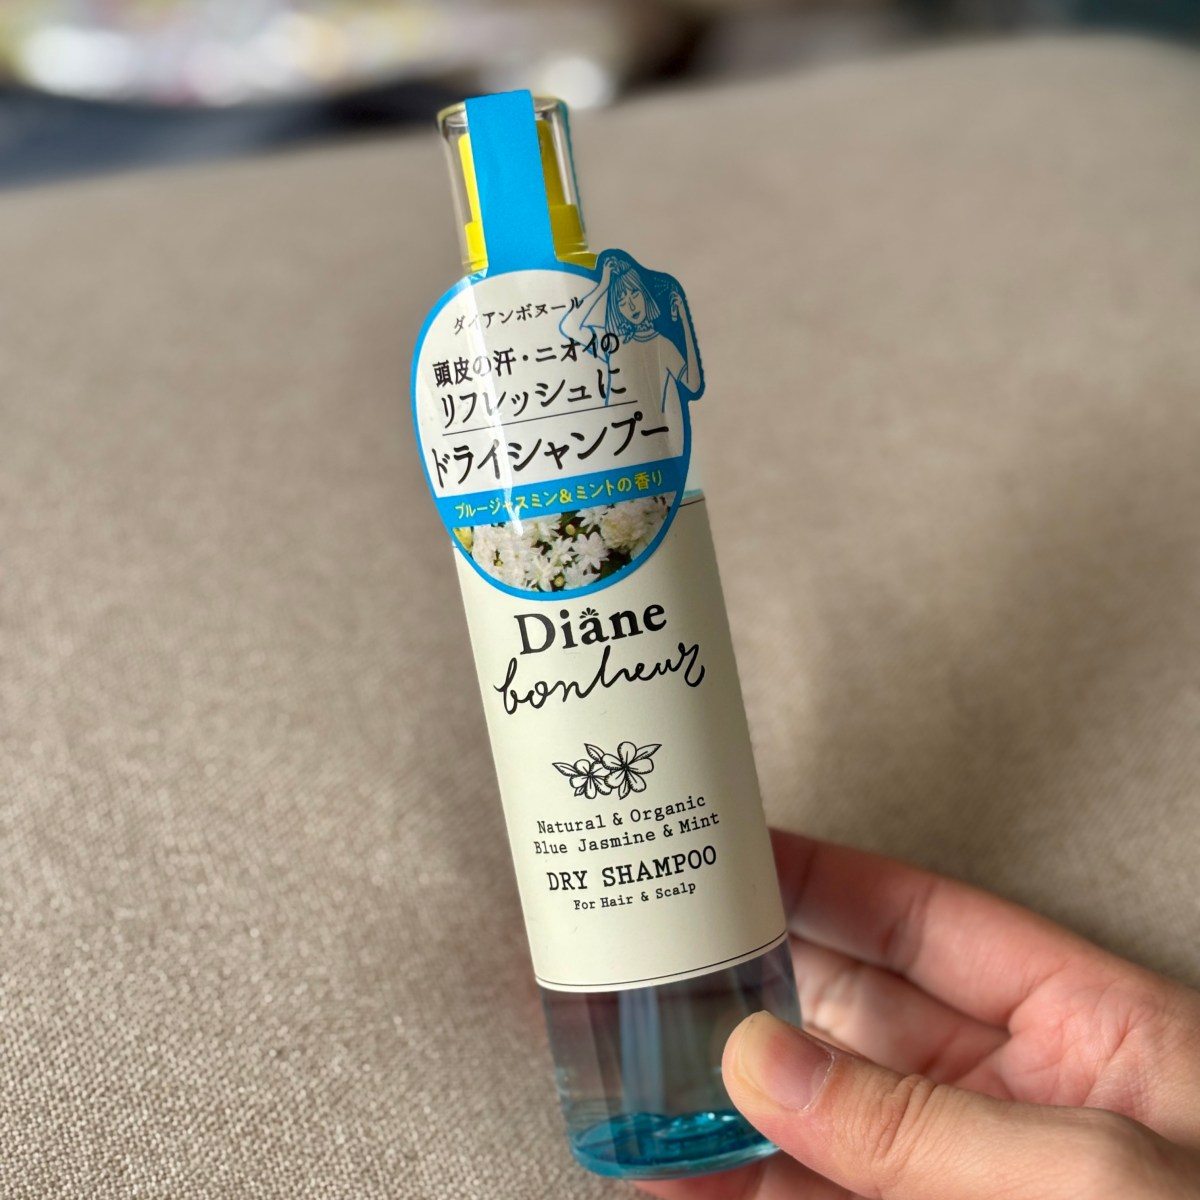 ダイアンボヌール
頭皮の汗・ニオイの
リフレッシュに
ドライシャンプー
ブルージャスミン&ミントの香り
Diane
bonheur
Natural & Organic
Blue Jasmine & Mint
DRY SHAMPOO
For Hair & Scalp